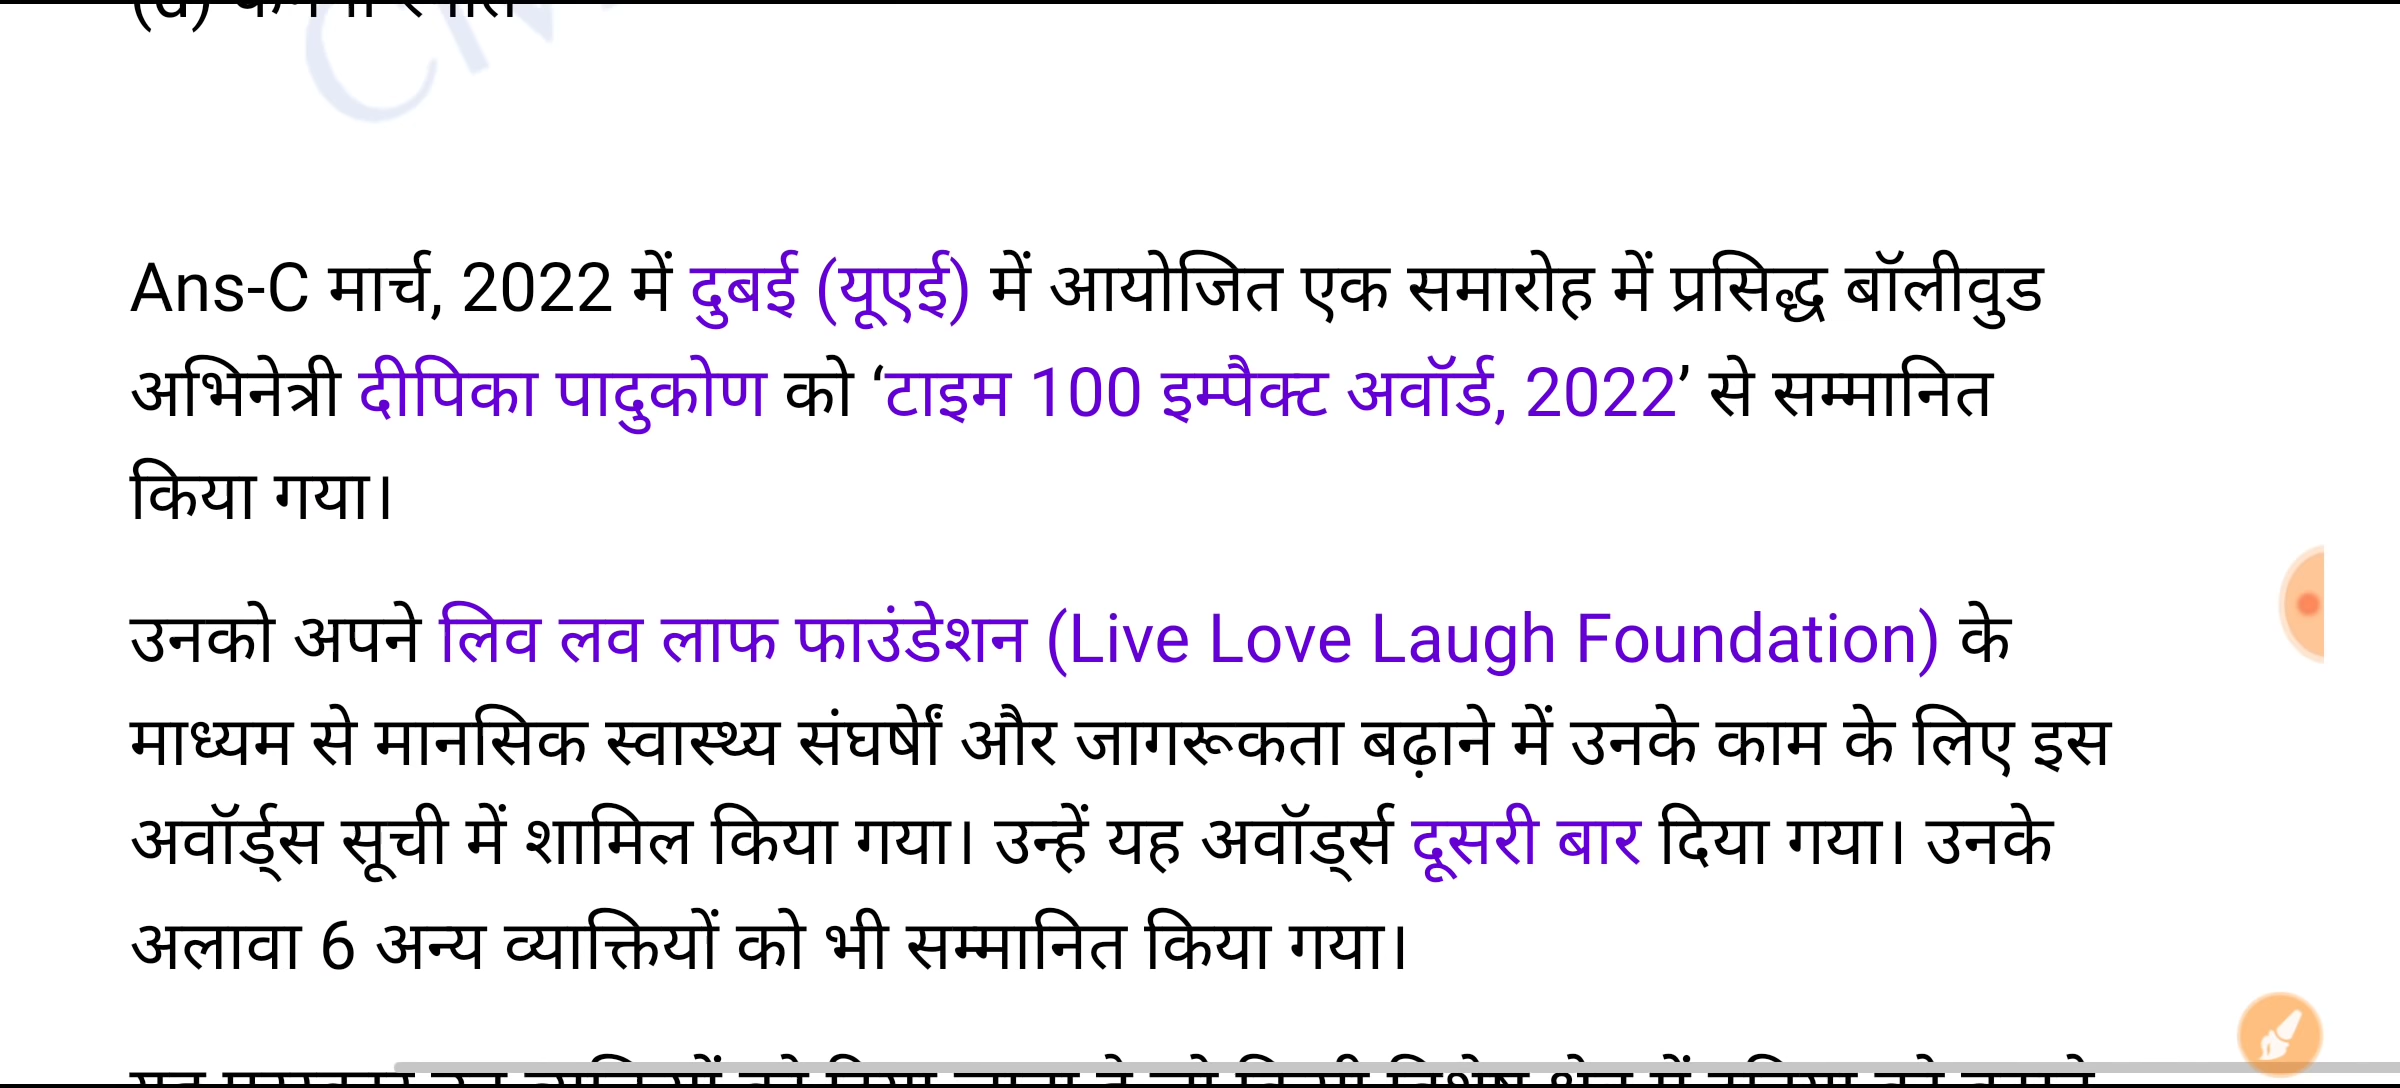 (d)
Ans-C मार्च, 2022 में दुबई (यूएई) में आयोजित एक समारोह में प्रसिद्ध बॉलीवुड
अभिनेत्री दीपिका पादुकोण को ‘टाइम 100 इम्पैक्ट अवॉर्ड, 2022’ से सम्मानित
किया गया।
उनको अपने लिव लव लाफ फाउंडेशन (Live Love Laugh Foundation) के
माध्यम से मानसिक स्वास्थ्य संघर्षों और जागरूकता बढ़ाने में उनके काम के लिए इस
अवॉर्ड्स सूची में शामिल किया गया। उन्हें यह अवॉर्ड्स दूसरी बार दिया गया। उनके
अलावा 6 अन्य व्याक्तियों को भी सम्मानित किया गया।